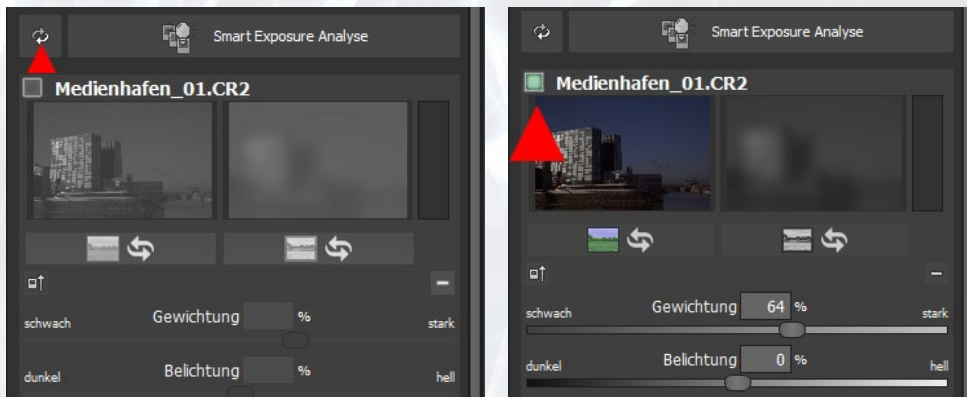 Smart Exposure Analyse
Medienhafen_01.CR2
Gewichtung %
schwach stark
Belichtung %
dunkel hell
Smart Exposure Analyse
Medienhafen_01.CR2
Gewichtung 64 %
schwach stark
Belichtung 0 %
dunkel hell